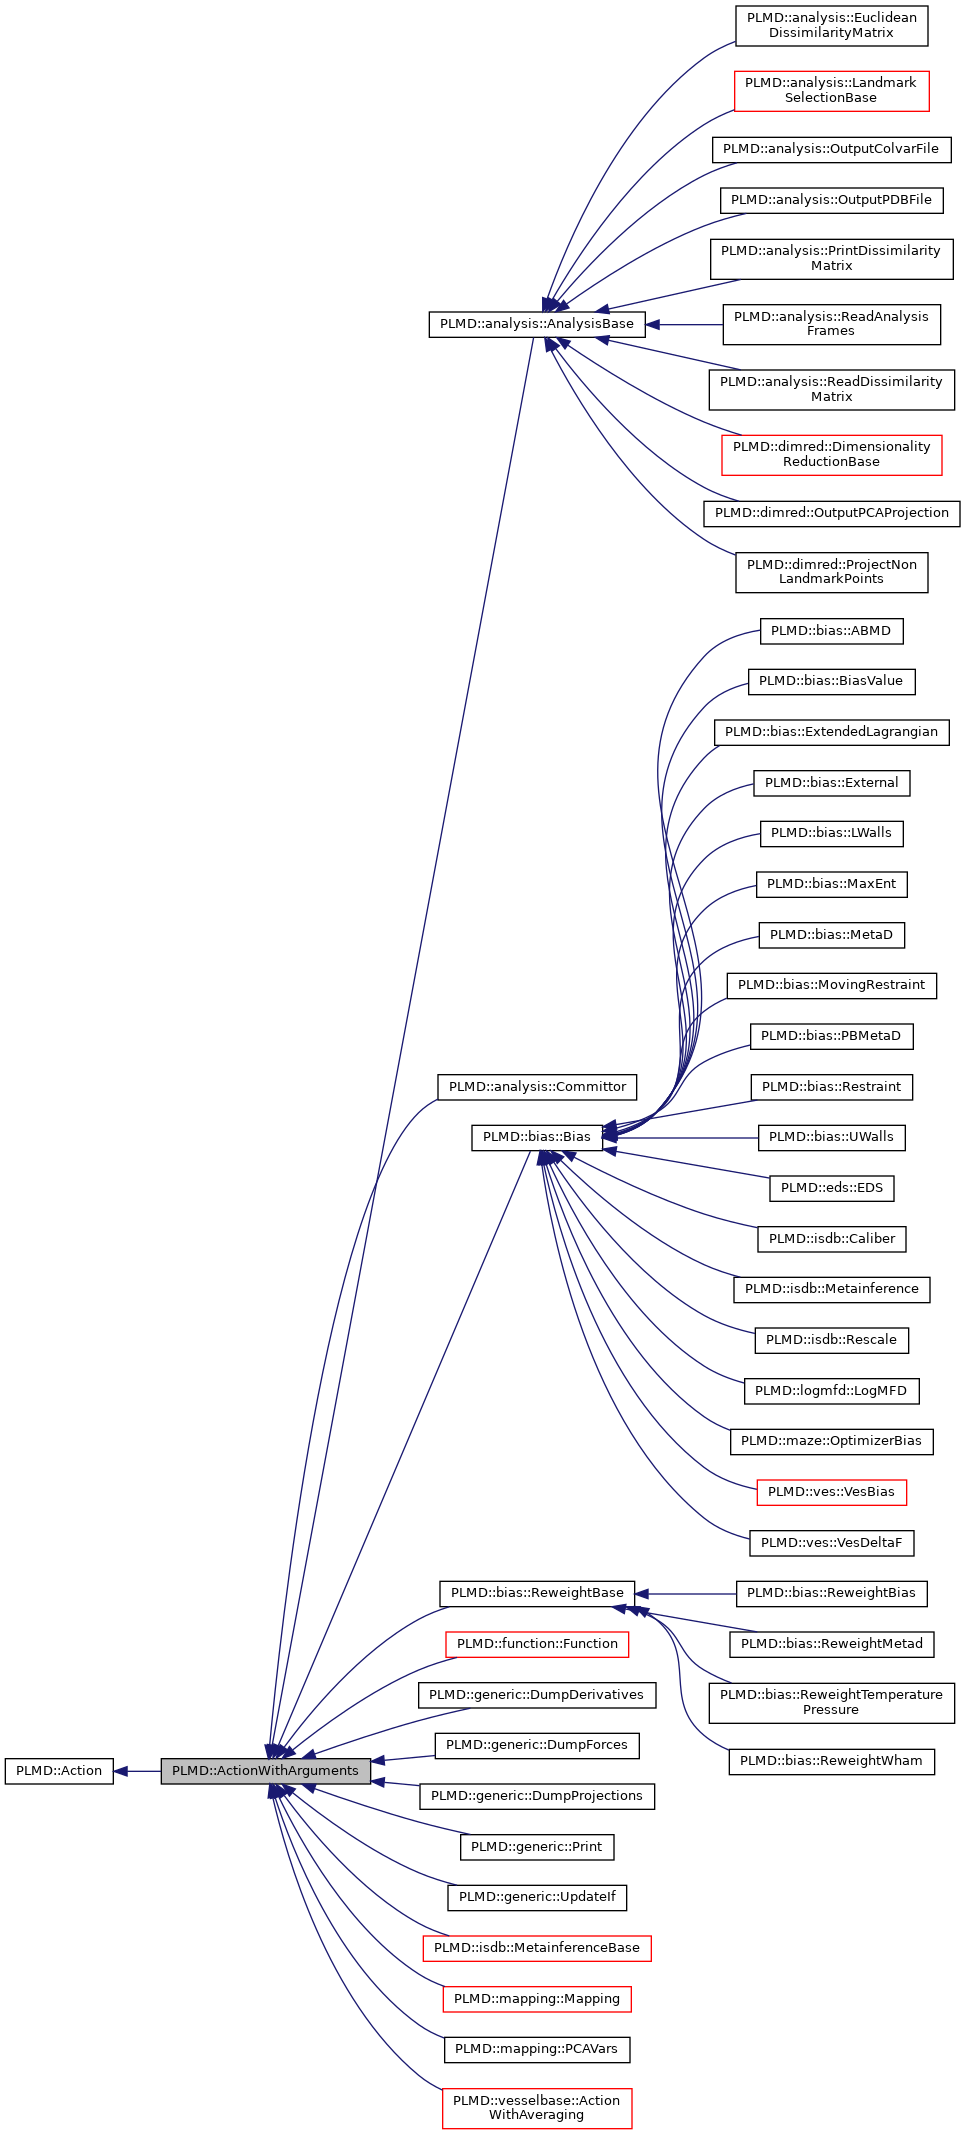 PLMD::analysis::Euclidean
DissimilarityMatrix
PLMD::analysis::Landmark
SelectionBase
PLMD::analysis::OutputColvarFile
PLMD::analysis::OutputPDBFile
PLMD::analysis::PrintDissimilarity
Matrix
PLMD::analysis::AnalysisBase
PLMD::analysis::ReadAnalysis
Frames
PLMD::analysis::ReadDissimilarity
Matrix
PLMD::dimred::Dimensionality
ReductionBase
PLMD::dimred::OutputPCAProjection
PLMD::dimred::ProjectNon
LandmarkPoints
PLMD::bias::ABMD
PLMD::bias::BiasValue
PLMD::bias::ExtendedLagrangian
PLMD::bias::External
PLMD::bias::LWalls
PLMD::bias::MaxEnt
PLMD::bias::MetaD
PLMD::bias::MovingRestraint
PLMD::bias::PBMetaD
PLMD::analysis::Committor
PLMD::bias::Restraint
PLMD::bias::Bias
PLMD::bias::UWalls
PLMD::eds::EDS
PLMD::isdb::Caliber
PLMD::isdb::Metainference
PLMD::isdb::Rescale
PLMD::logmfd::LogMFD
PLMD::maze::OptimizerBias
PLMD::ves::VesBias
PLMD::ves::VesDeltaF
PLMD::bias::ReweightBase
PLMD::bias::ReweightBias
PLMD::function::Function
PLMD::bias::ReweightMetad
PLMD::generic::DumpDerivatives
PLMD::bias::ReweightTemperature
Pressure
PLMD::generic::DumpForces
PLMD::bias::ReweightWham
PLMD::Action
PLMD::ActionWithArguments
PLMD::generic::DumpProjections
PLMD::generic::Print
PLMD::generic::UpdateIf
PLMD::isdb::MetainferenceBase
PLMD::mapping::Mapping
PLMD::mapping::PCAVars
PLMD::vesselbase::Action
WithAveraging